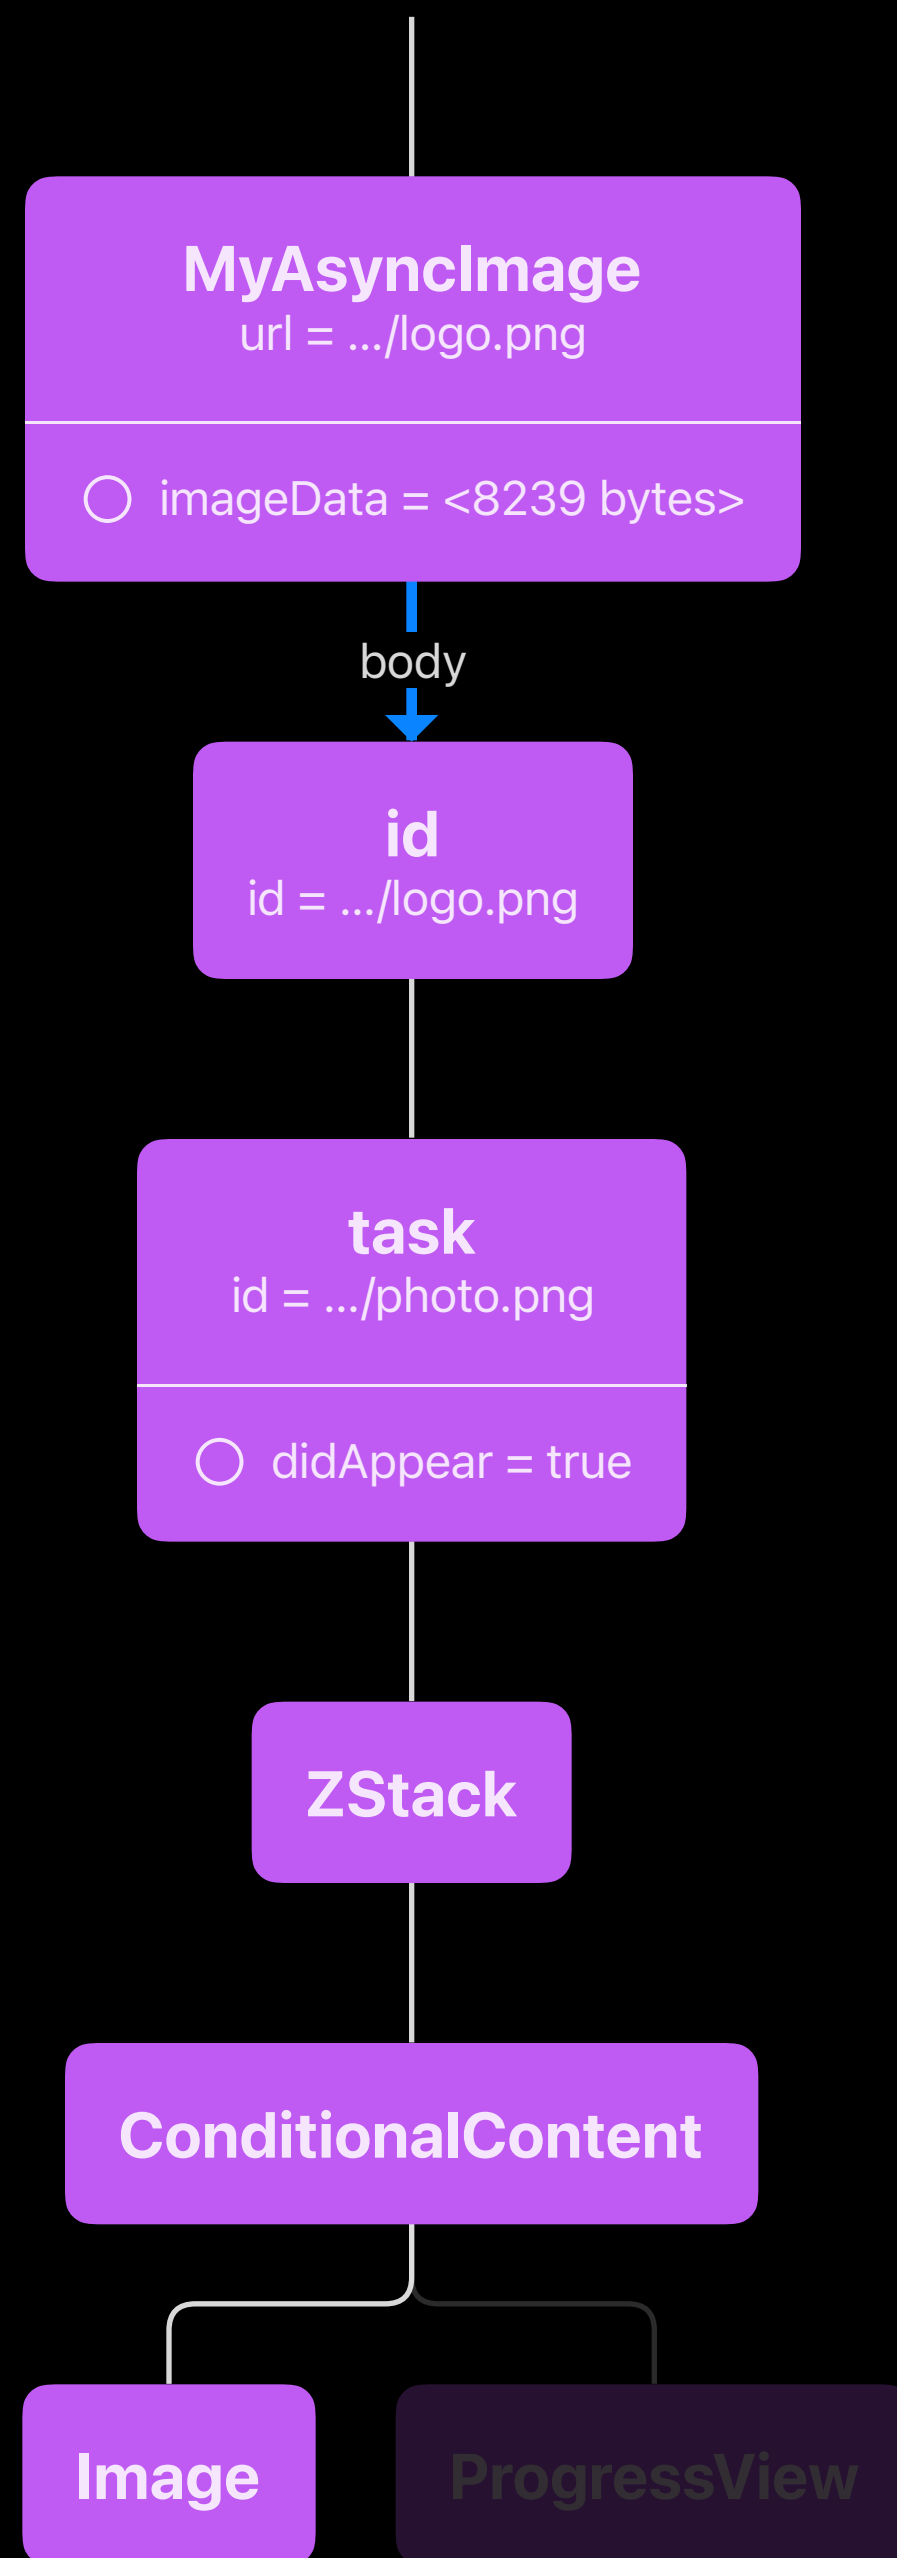 MyAsyncImage
url = .../logo.png
imageData = <8239 bytes>
body
id
id = .../logo.png
task
id = .../photo.png
didAppear = true
ZStack
ConditionalContent
Image
ProgressView